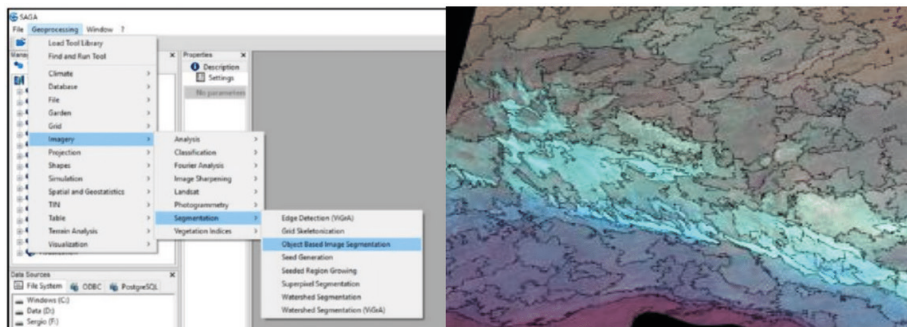 SAGA
File Geoprocessing Window ?
Load Tool Library
Find and Run Tool
Climate
Database
File
Garden
Grid
Imagery
Projection
Shapes
Simulation
Spatial and Geostatistics
TIN
Table
Terrain Analysis
Visualization
Analysis
Classification
Fourier Analysis
Image Sharpening
Landsat
Photogrammetry
Segmentation
Vegetation Indices
Edge Detection (ViGrA)
Grid Skeletonization
Object Based Image Segmentation
Seed Generation
Seeded Region Growing
Superpixel Segmentation
Watershed Segmentation
Watershed Segmentation (ViGrA)
Properties
Description
Settings
No parameters
Data Sources
File System ODBC PostgreSQL
Windows (C:)
Data (D:)
Sergio (F:)